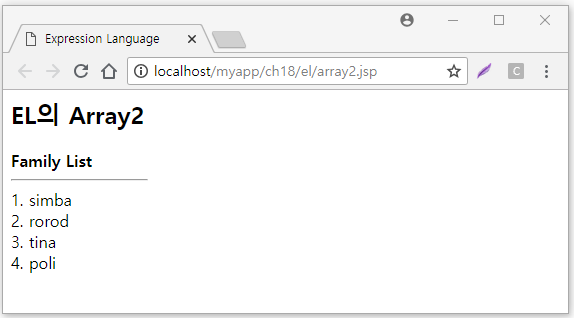 Expression Language
localhost/myapp/ch18/el/array2.jsp
C
EL의 Array2
Family List
1. simba
2. rorod
3. tina
4. poli